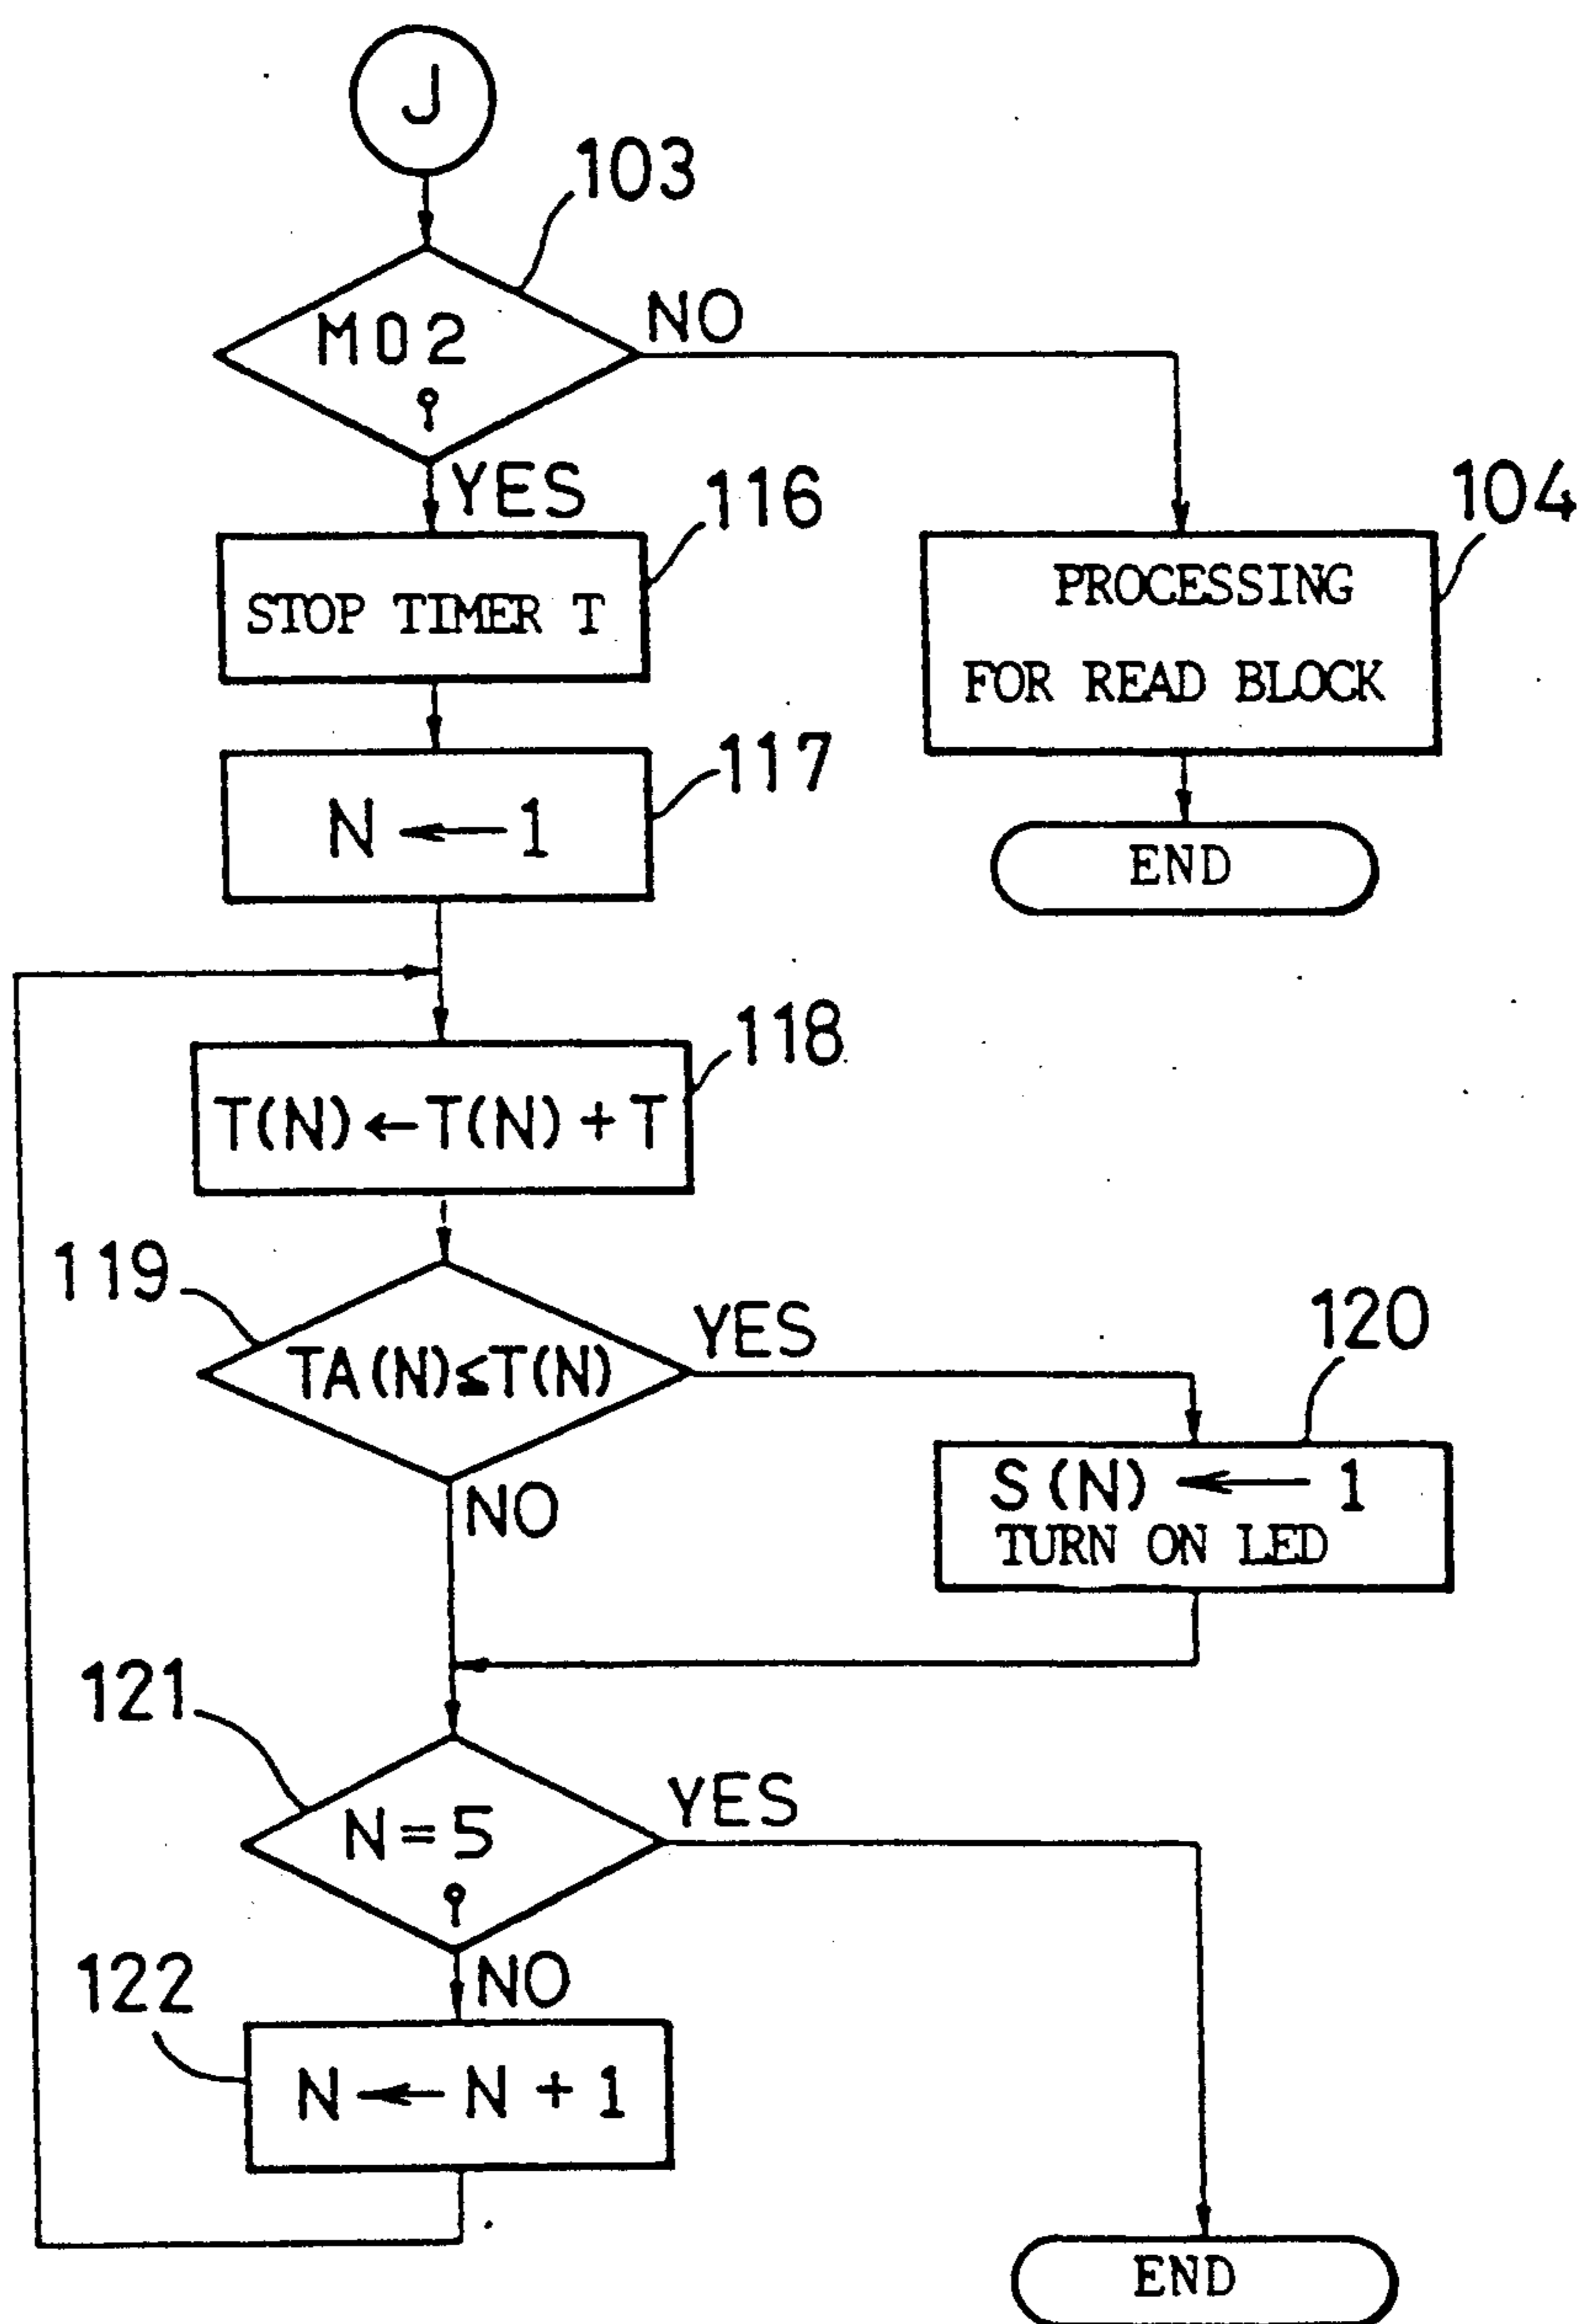 J
103
M02
?
NO
YES
116
STOP TIMER T
104
PROCESSING
FOR READ BLOCK
117
N ← 1
END
118
T(N) ← T(N) + T
119
TA(N) ≦ T(N)
YES
120
S(N) ← 1
TURN ON LED
NO
121
N = 5
?
YES
NO
122
N ← N + 1
END